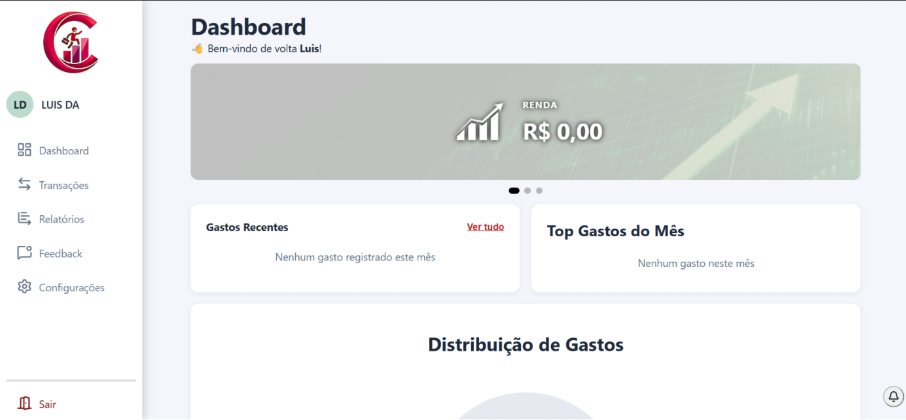 Dashboard
Bem-vindo de volta Luis!
LD LUIS DA
Dashboard
Transações
Relatórios
Feedback
Configurações
Sair
RENDA
R$ 0,00
Gastos Recentes
Ver tudo
Nenhum gasto registrado este mês
Top Gastos do Mês
Nenhum gasto neste mês
Distribuição de Gastos